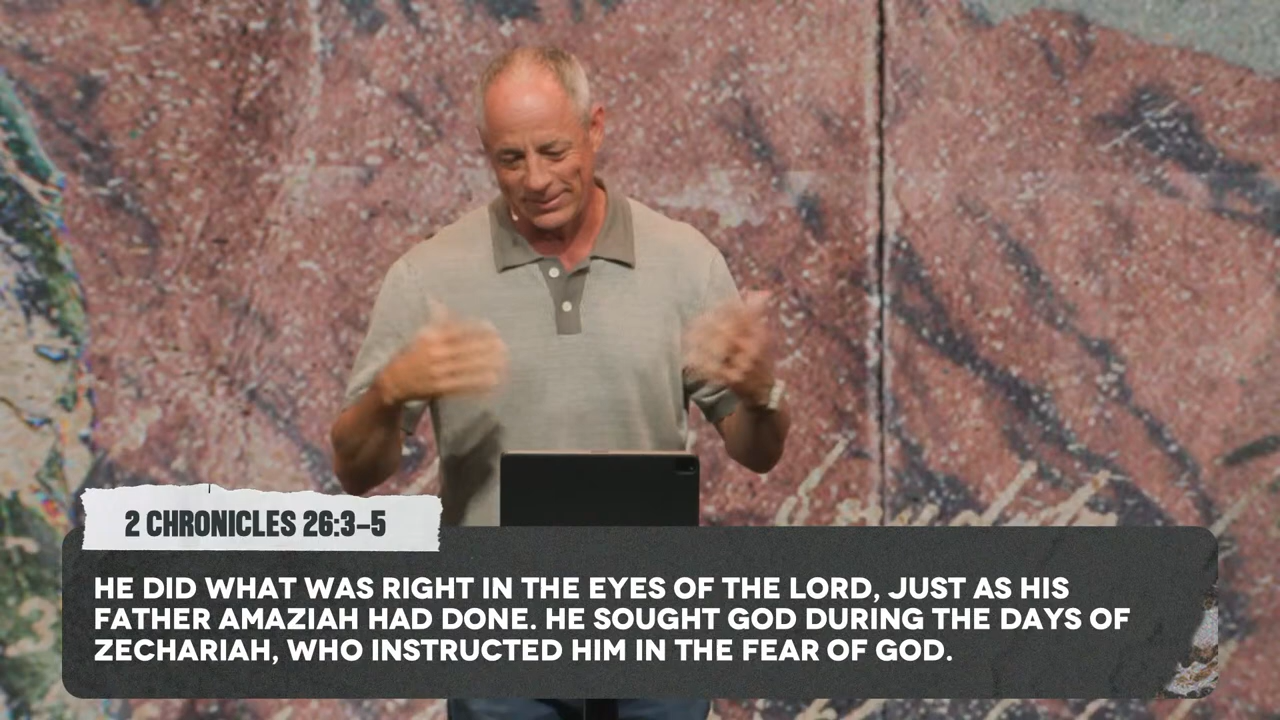 2 CHRONICLES 26:3-5
HE DID WHAT WAS RIGHT IN THE EYES OF THE LORD, JUST AS HIS
FATHER AMAZIAH HAD DONE. HE SOUGHT GOD DURING THE DAYS OF
ZECHARIAH, WHO INSTRUCTED HIM IN THE FEAR OF GOD.